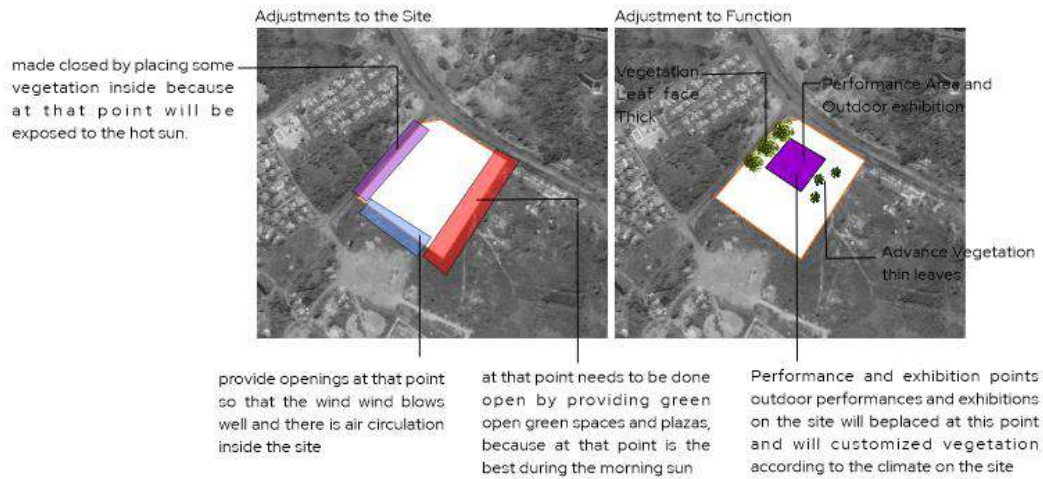 Adjustments to the Site
Adjustment to Function
made closed by placing some
vegetation inside because
at that point will be
exposed to the hot sun.
Vegetation
Leaf face
Thick
Performance Area and
Outdoor exhibition
Advance Vegetation
thin leaves
provide openings at that point
so that the wind wind blows
well and there is air circulation
inside the site
at that point needs to be done
open by providing green
open green spaces and plazas,
because at that point is the
best during the morning sun
Performance and exhibition points
outdoor performances and exhibitions
on the site will beplaced at this point
and will customized vegetation
according to the climate on the site